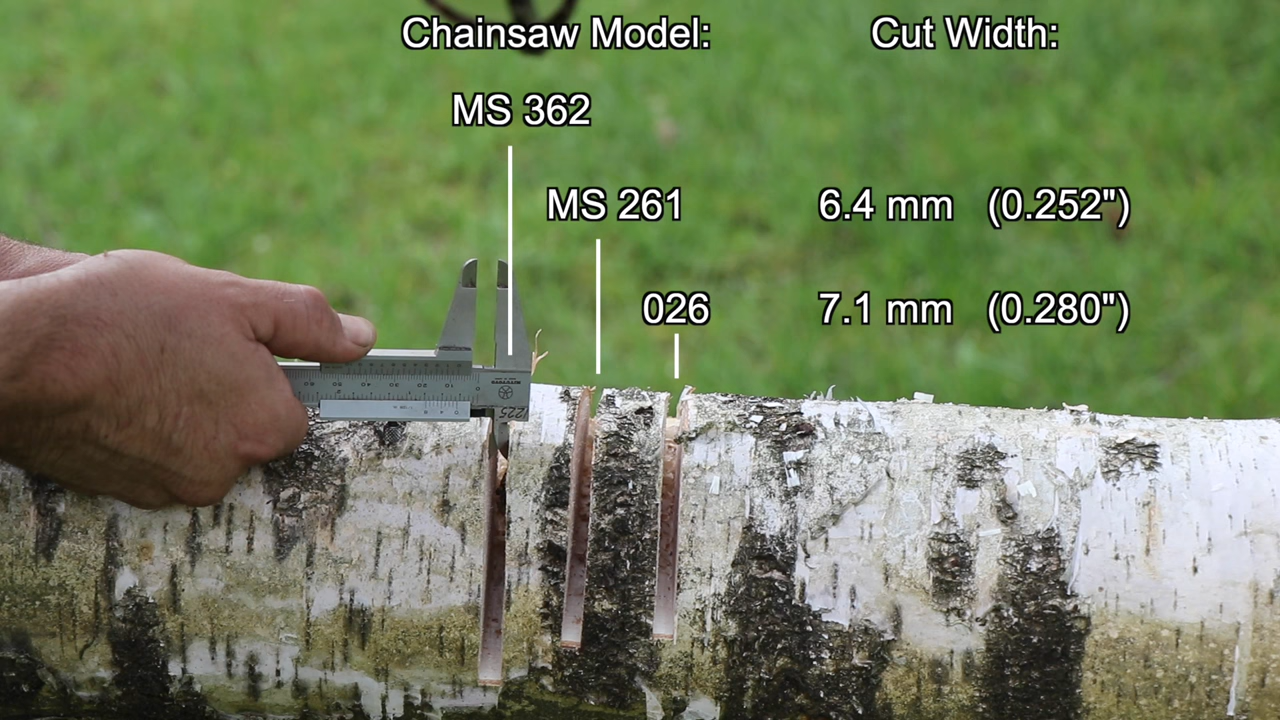 Chainsaw Model: Cut Width:
MS 362
MS 261 6.4 mm (0.252")
026 7.1 mm (0.280")
225